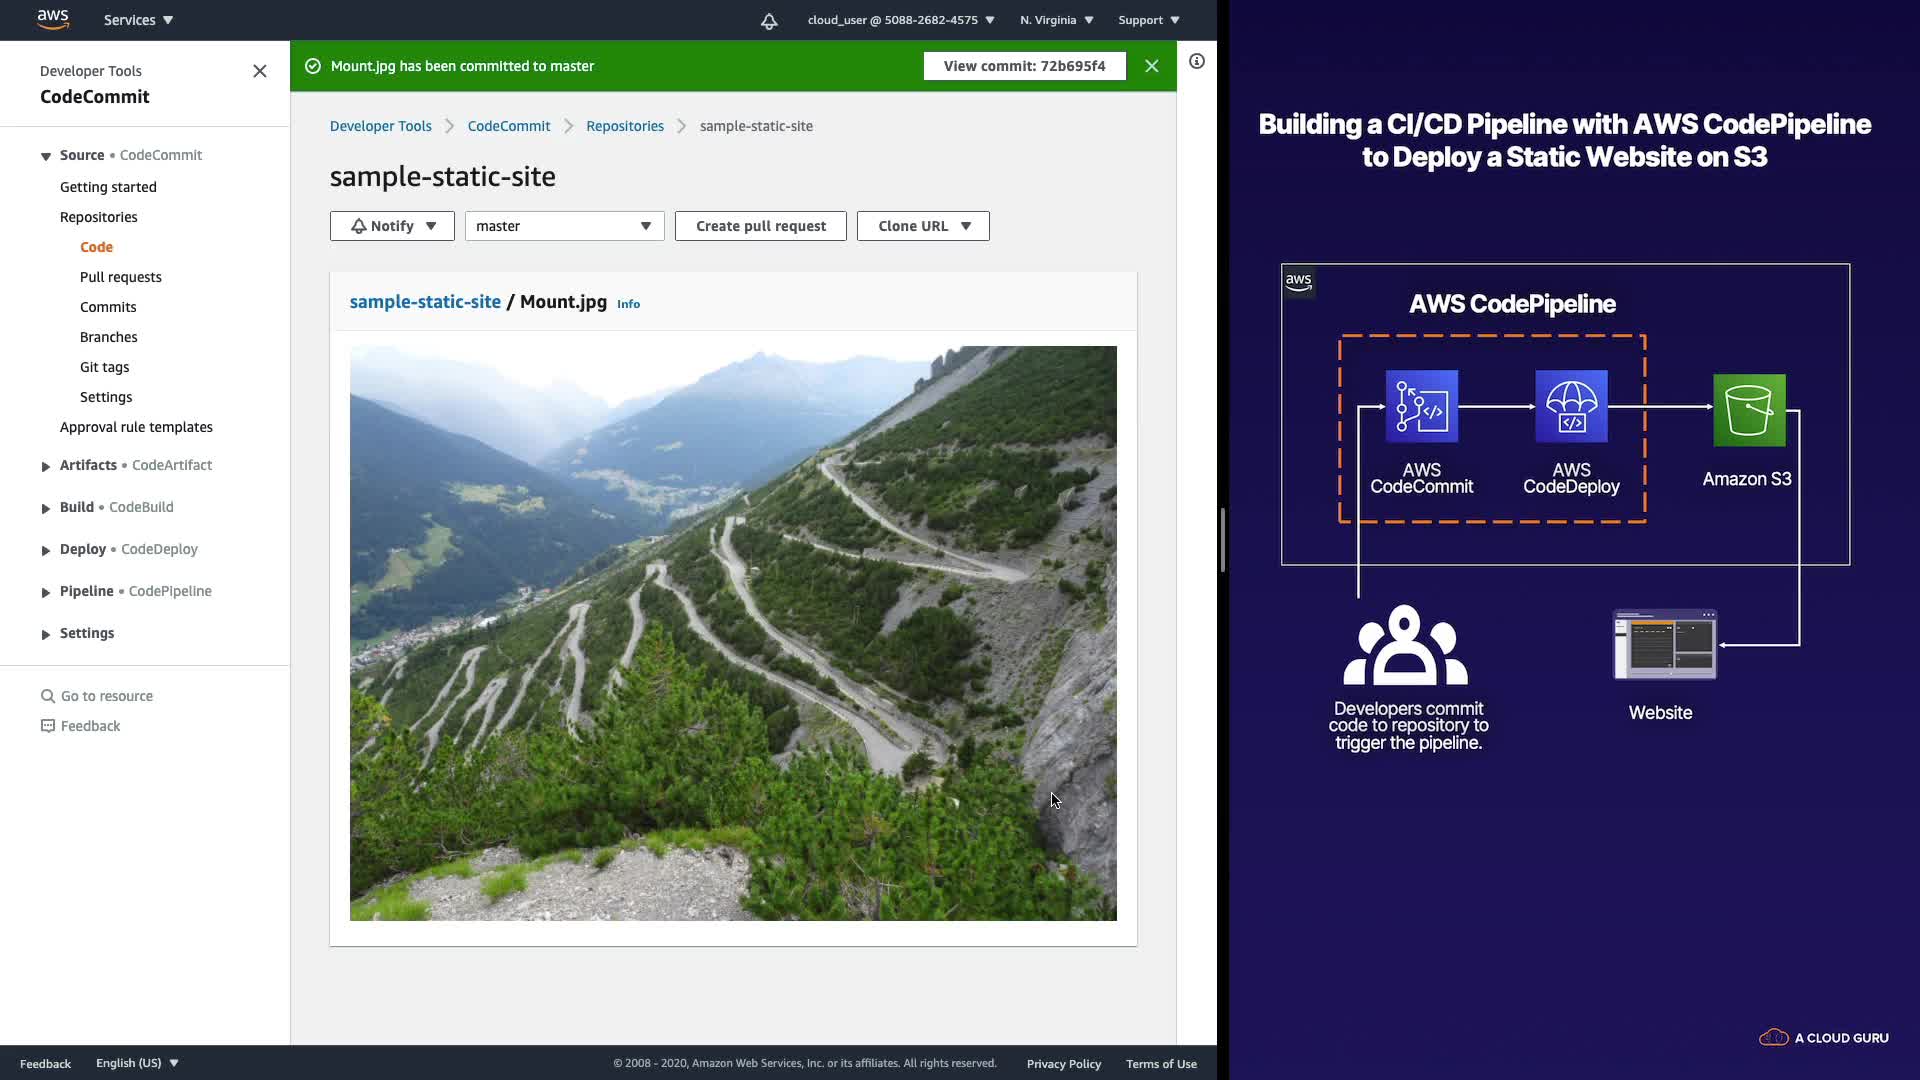 aws
Services
cloud_user @ 5088-2682-4575
N. Virginia
Support
Developer Tools
CodeCommit
Mount.jpg has been committed to master
View commit: 72b695f4
Developer Tools
CodeCommit
Repositories
sample-static-site
Source • CodeCommit
Getting started
Repositories
Code
Pull requests
Commits
Branches
Git tags
Settings
Approval rule templates
Artifacts • CodeArtifact
Build • CodeBuild
Deploy • CodeDeploy
Pipeline • CodePipeline
Settings
Go to resource
Feedback
sample-static-site
Notify
master
Create pull request
Clone URL
sample-static-site / Mount.jpg Info
Feedback
English (US)
© 2008 - 2020, Amazon Web Services, Inc. or its affiliates. All rights reserved.
Privacy Policy
Terms of Use
Building a CI/CD Pipeline with AWS CodePipeline
to Deploy a Static Website on S3
aws
AWS CodePipeline
AWS
CodeCommit
AWS
CodeDeploy
Amazon S3
Developers commit
code to repository to
trigger the pipeline.
Website
A CLOUD GURU